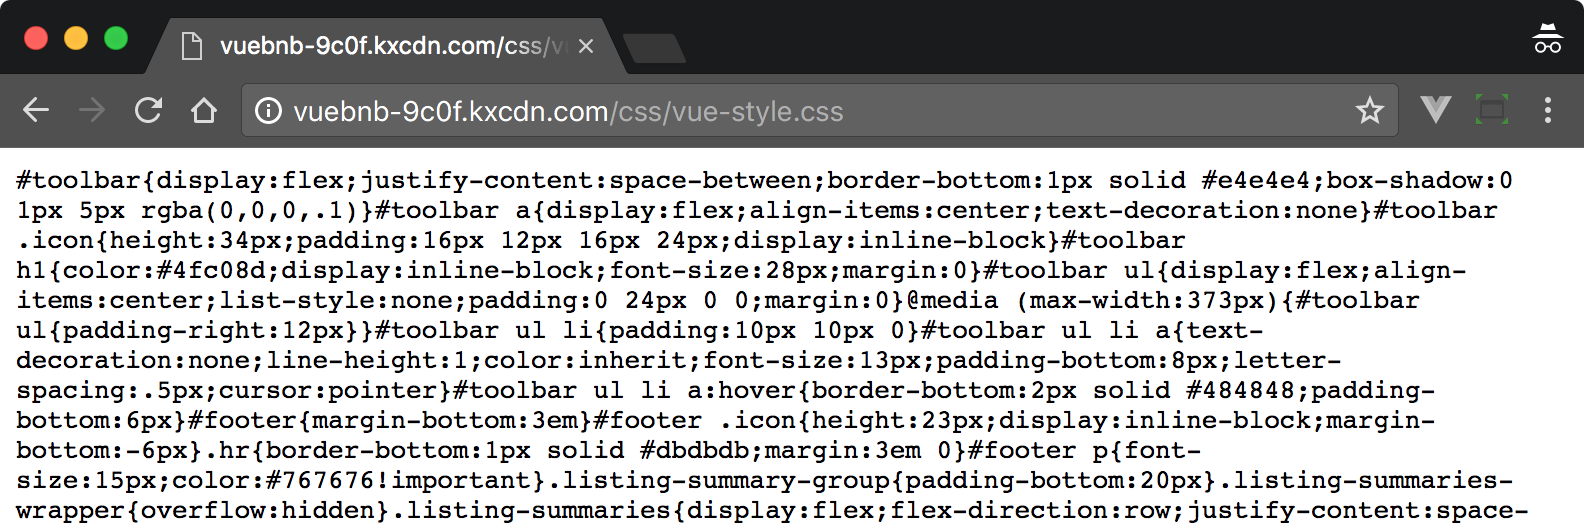 vuebnb-9c0f.kxcdn.com/css/v
vuebnb-9c0f.kxcdn.com/css/vue-style.css
#toolbar{display:flex;justify-content:space-between;border-bottom:1px solid #e4e4e4;box-shadow:0
1px 5px rgba(0,0,0,.1)}#toolbar a{display:flex;align-items:center;text-decoration:none}#toolbar
.icon{height:34px;padding:16px 12px 16px 24px;display:inline-block}#toolbar
h1{color:#4fc08d;display:inline-block;font-size:28px;margin:0}#toolbar ul{display:flex;align-
items:center;list-style:none;padding:0 24px 0 0;margin:0}@media (max-width:373px){#toolbar
ul{padding-right:12px}}#toolbar ul li{padding:10px 10px 0}#toolbar ul li a{text-
decoration:none;line-height:1;color:inherit;font-size:13px;padding-bottom:8px;letter-
spacing:.5px;cursor:pointer}#toolbar ul li a:hover{border-bottom:2px solid #484848;padding-
bottom:6px}#footer{margin-bottom:3em}#footer .icon{height:23px;display:inline-block;margin-
bottom:-6px}.hr{border-bottom:1px solid #dbdbdb;margin:3em 0}#footer p{font-
size:15px;color:#767676!important}.listing-summary-group{padding-bottom:20px}.listing-summaries-
wrapper{overflow:hidden}.listing-summaries{display:flex;flex-direction:row;justify-content:space-